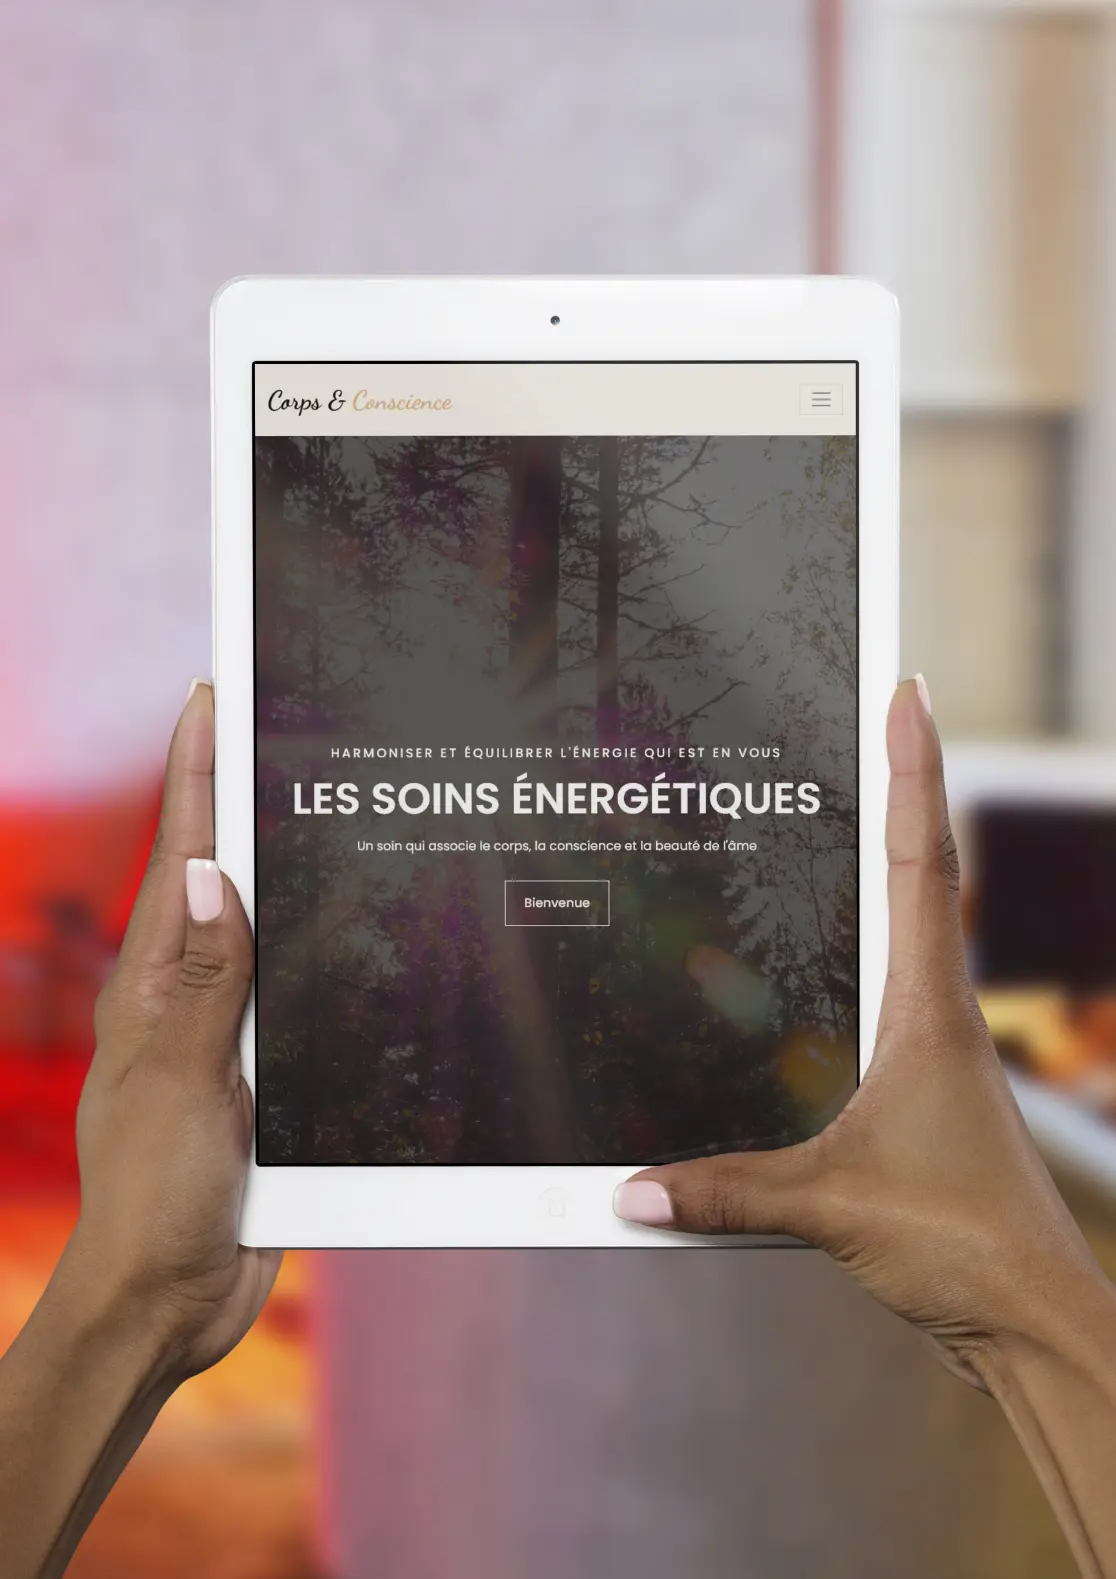 Corps & Conscience
HARMONISER ET ÉQUILIBRER L'ÉNERGIE QUI EST EN VOUS
LES SOINS ÉNERGÉTIQUES
Un soin qui associe le corps, la conscience et la beauté de l'âme
Bienvenue